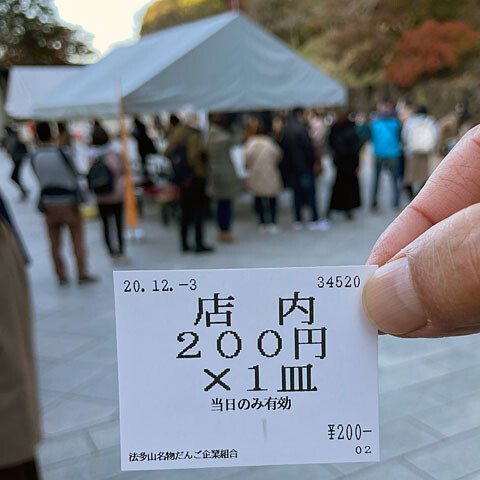 20.12.-3 34520
店内
200円
×1皿
当日のみ有効
¥200-
02
法多山名物だんご企業組合